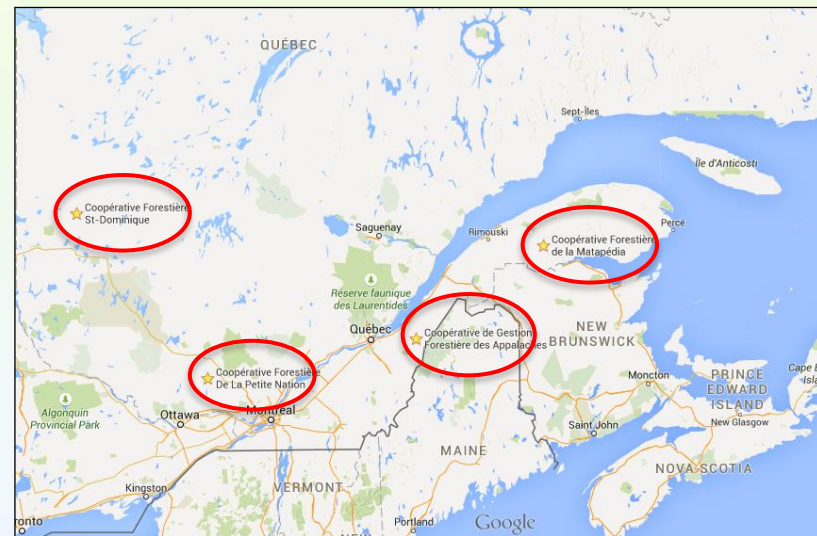 QUÉBEC
Sept-Îles
Île d'Anticosti
Coopérative Forestière
St-Dominique
Saguenay
Rimouski
Percé
Coopérative Forestière
de la Matapédia
Réserve faunique
des Laurentides
Québec
Coopérative de Gestion
Forestière des Appalaches
NEW
BRUNSWICK
Coopérative Forestière
De La Petite Nation
Moncton
PRINCE
EDWARD
ISLAND
Cape
Isla
Algonquin
Provincial Park
Ottawa
Montréal
Saint John
New Glasgow
MAINE
NOVA SCOTIA
Kingston
VERMONT
ronto
Portland
Google
NEW